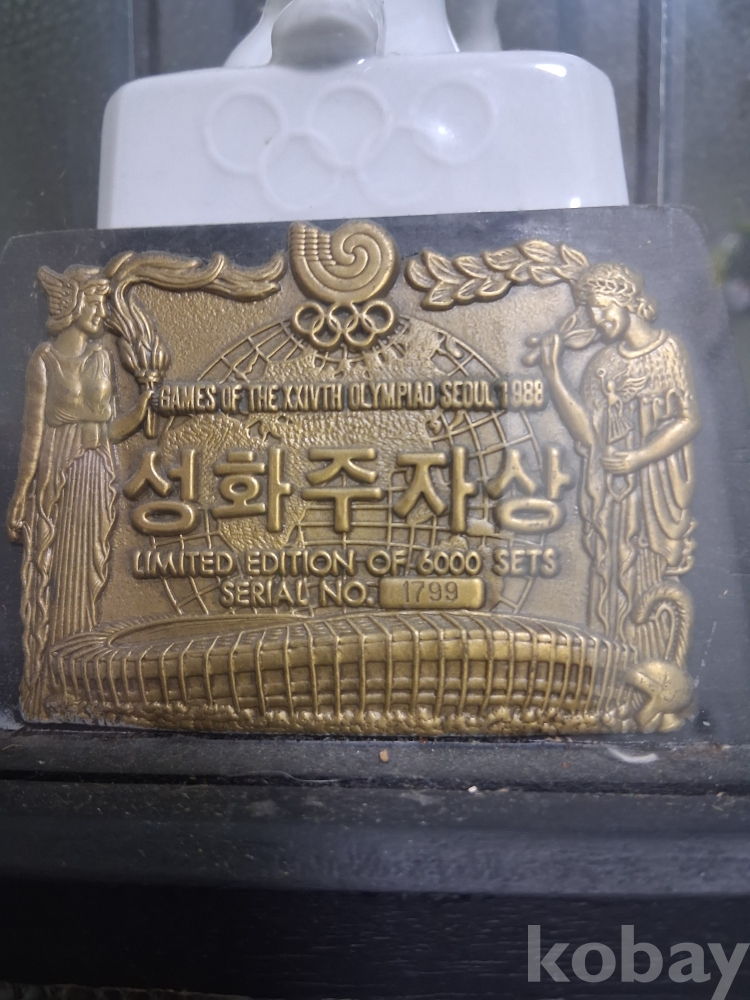 GAMES OF THE XXIVTH OLYMPIAD SEOUL 1988
성화주자상
LIMITED EDITION OF 6000 SETS
SERIAL NO. 1799
kobay